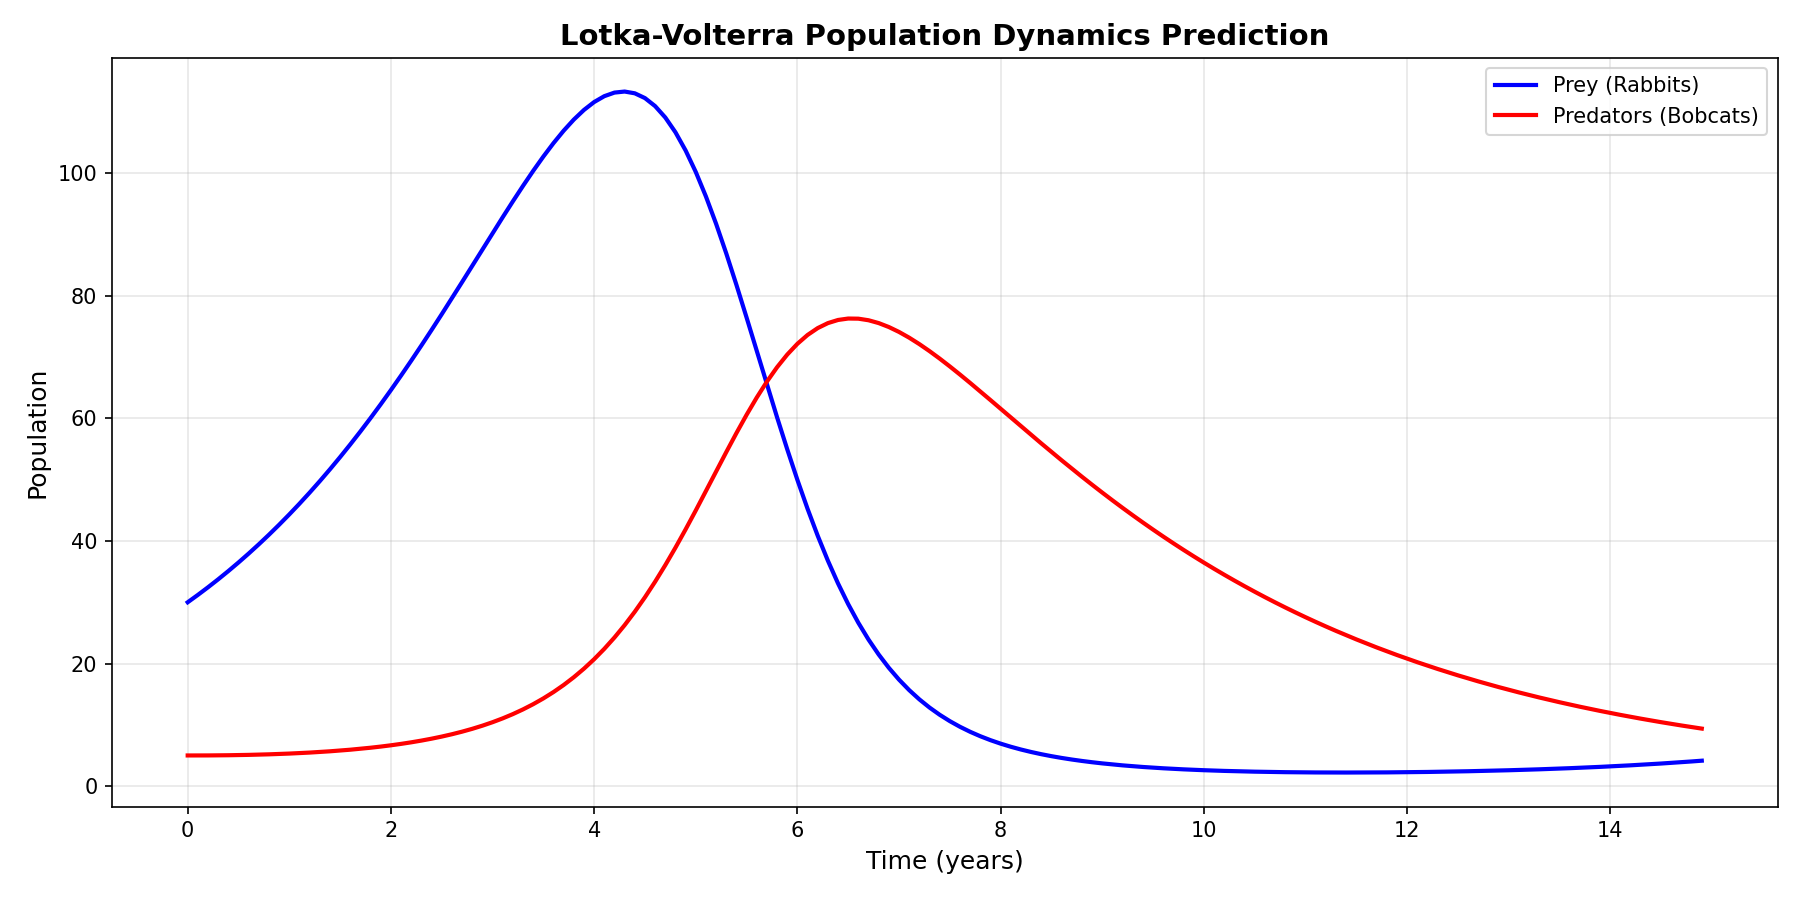 Lotka-Volterra Population Dynamics Prediction
Prey (Rabbits)
Predators (Bobcats)
Population
100
80
60
40
20
0
0 2 4 6 8 10 12 14
Time (years)